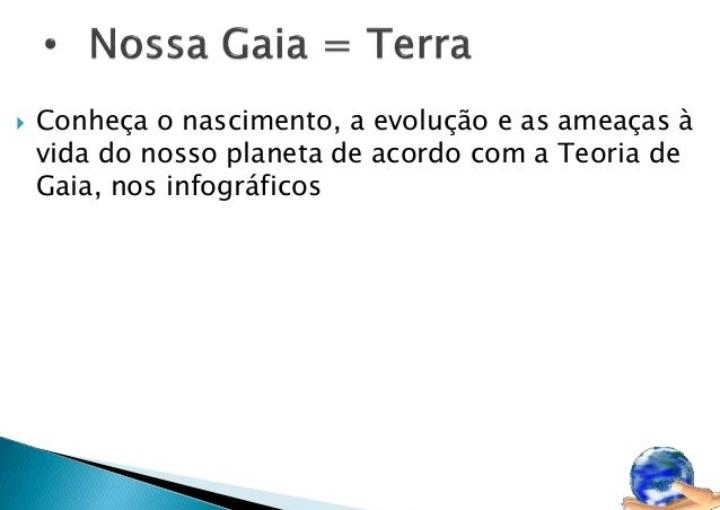 • Nossa Gaia = Terra
Conheça o nascimento, a evolução e as ameaças à
vida do nosso planeta de acordo com a Teoria de
Gaia, nos infográficos